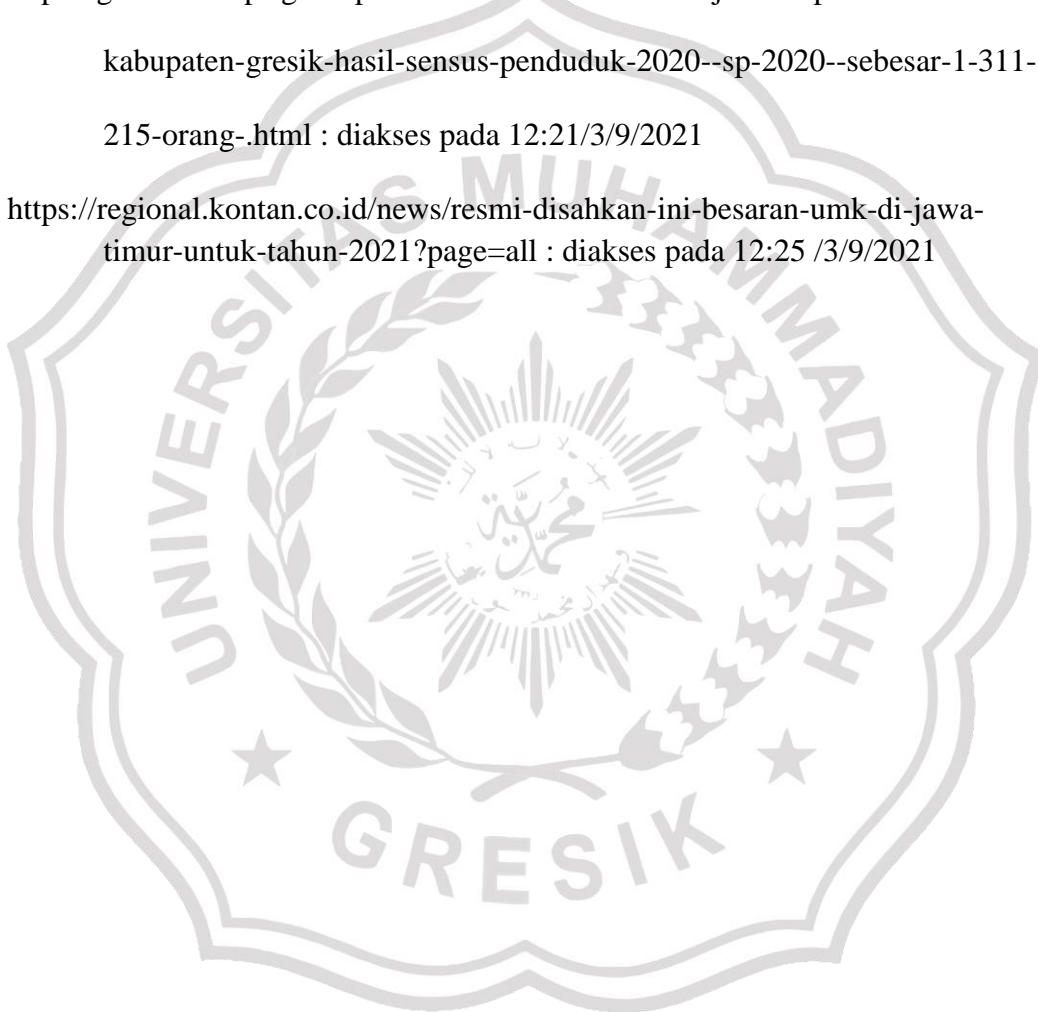 kabupaten-gresik-hasil-sensus-penduduk-2020--sp-2020--sebesar-1-311-
215-orang-.html : diakses pada 12:21/3/9/2021
https://regional.kontan.co.id/news/resmi-disahkan-ini-besaran-umk-di-jawa-
timur-untuk-tahun-2021?page=all : diakses pada 12:25 /3/9/2021
UNIVERSITAS MUHAMMADIYAH
GRESIK